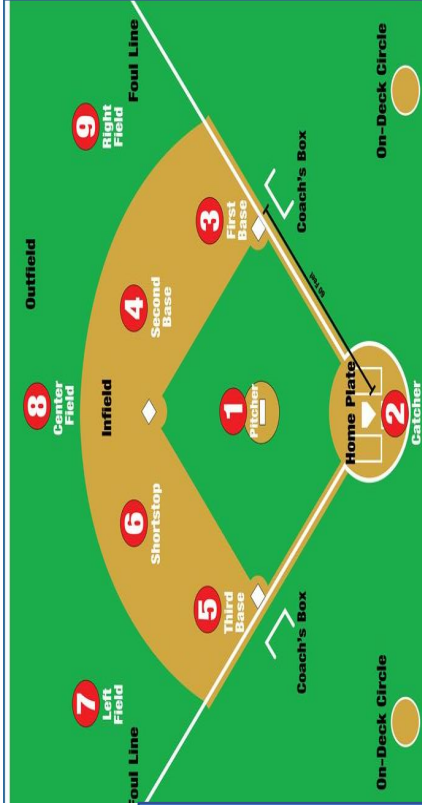 8
Center
Field
Outfield
7
Left
Field
9
Right
Field
Infield
Foul Line
Foul Line
6
Shortstop
4
Second
Base
5
Third
Base
3
First
Base
1
Pitcher
Coach's Box
Coach's Box
90 Feet
Home Plate
2
Catcher
On-Deck Circle
On-Deck Circle